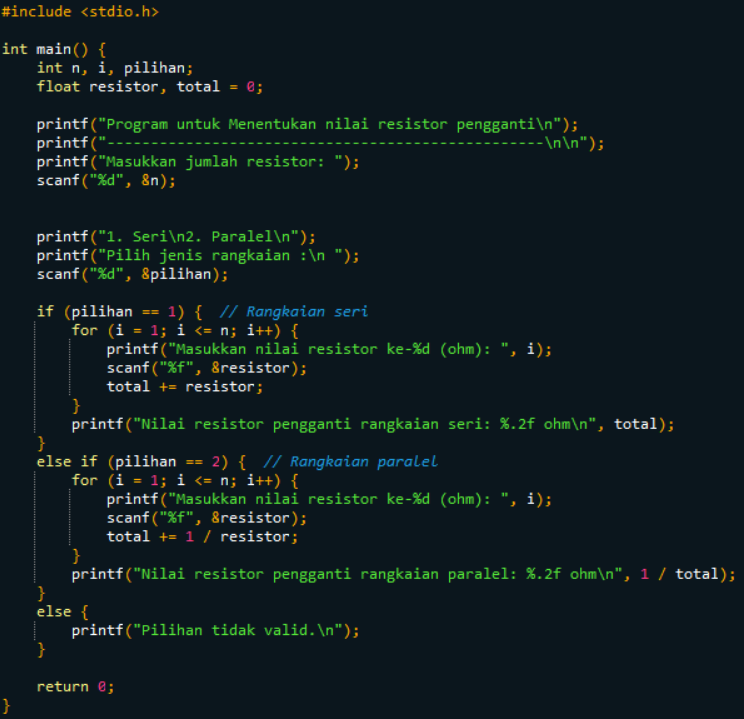 #include <stdio.h>
int main() {
int n, i, pilihan;
float resistor, total = 0;
printf("Program untuk Menentukan nilai resistor pengganti\n");
printf("--------------------------------------------------\n\n");
printf("Masukkan jumlah resistor: ");
scanf("%d", &n);
printf("1. Seri\n2. Paralel\n");
printf("Pilih jenis rangkaian :\n ");
scanf("%d", &pilihan);
if (pilihan == 1) {  // Rangkaian seri
for (i = 1; i <= n; i++) {
printf("Masukkan nilai resistor ke-%d (ohm): ", i);
scanf("%f", &resistor);
total += resistor;
}
printf("Nilai resistor pengganti rangkaian seri: %.2f ohm\n", total);
}
else if (pilihan == 2) {  // Rangkaian paralel
for (i = 1; i <= n; i++) {
printf("Masukkan nilai resistor ke-%d (ohm): ", i);
scanf("%f", &resistor);
total += 1 / resistor;
}
printf("Nilai resistor pengganti rangkaian paralel: %.2f ohm\n", 1 / total);
}
else {
printf("Pilihan tidak valid.\n");
}
return 0;
}